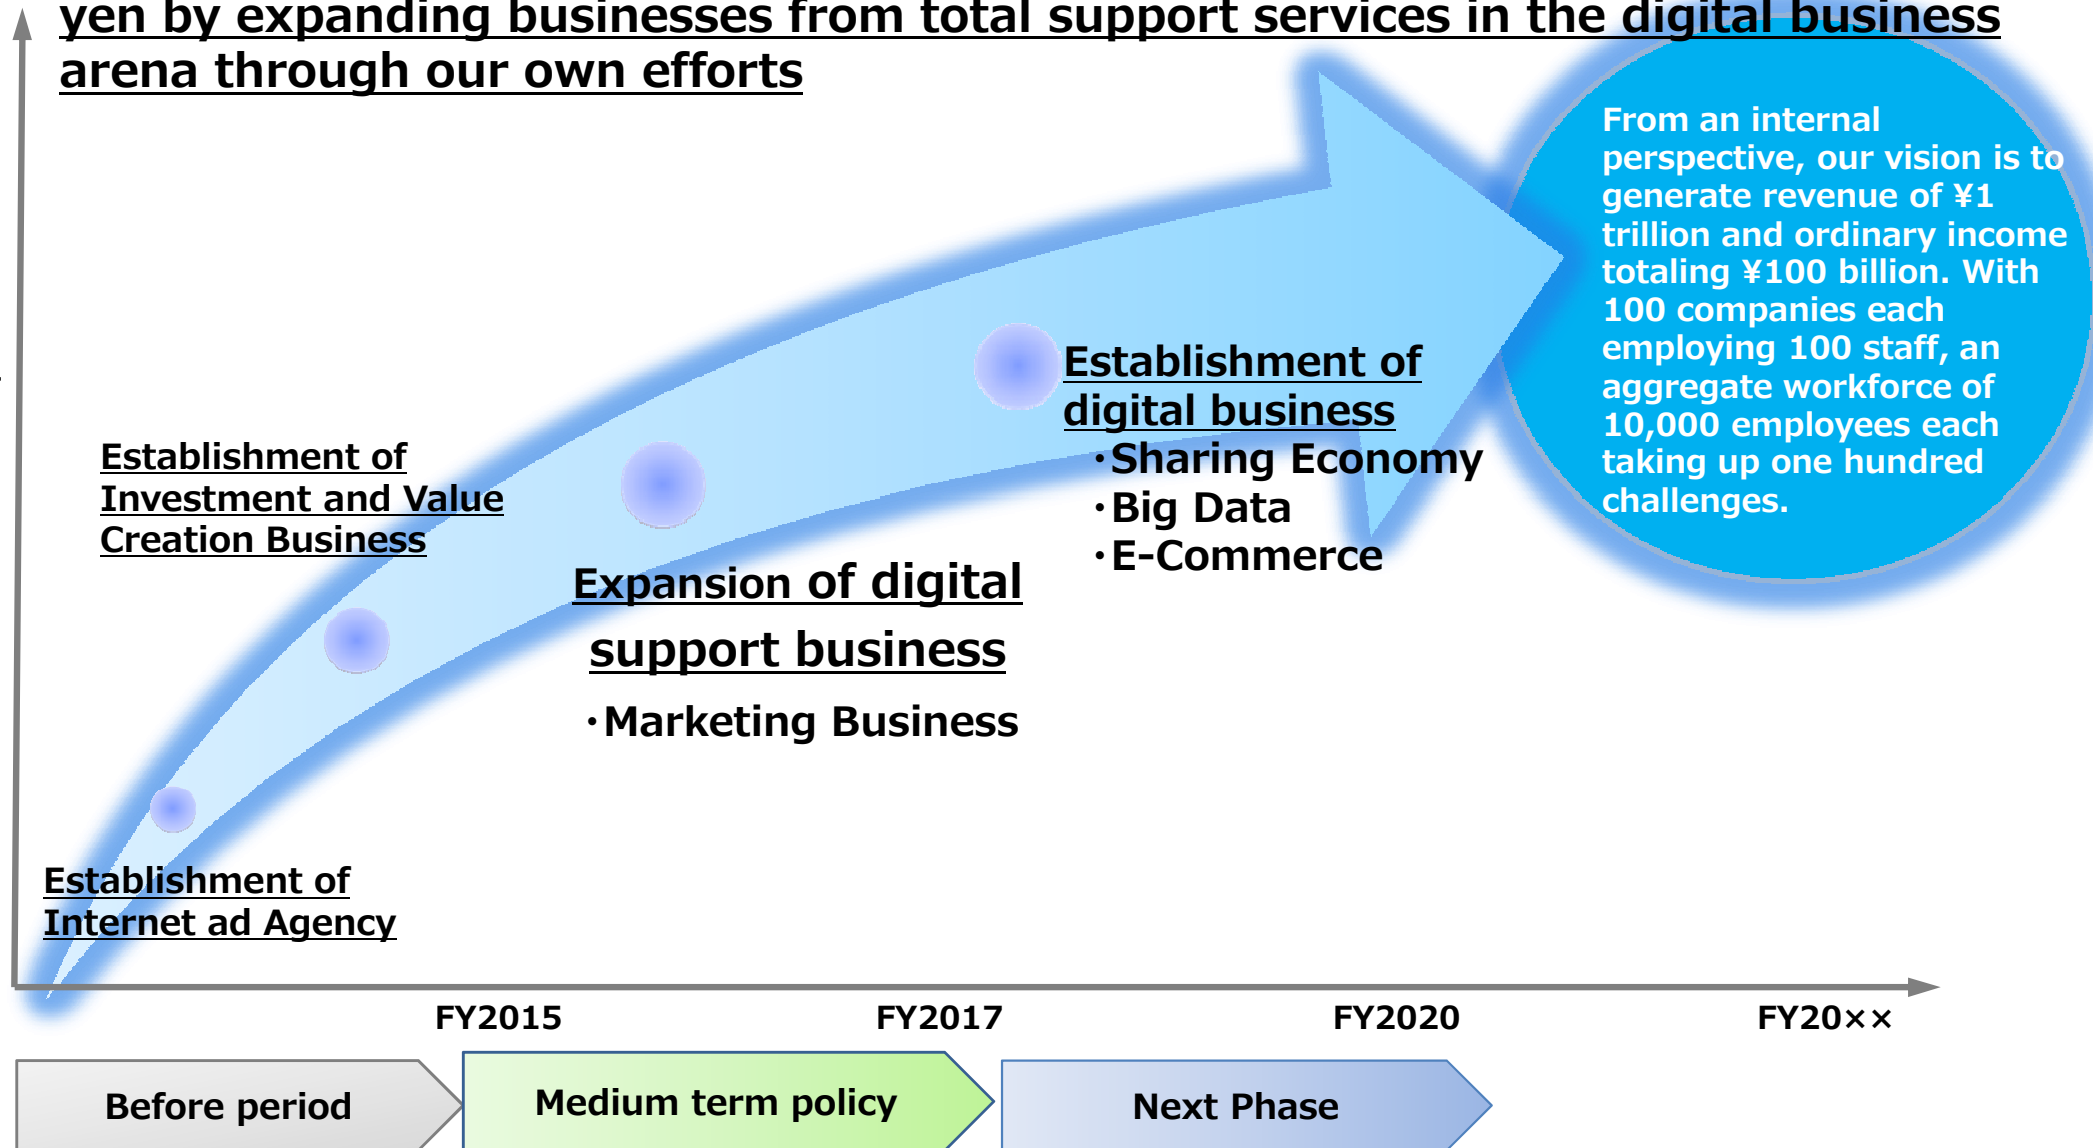 yen by expanding businesses from total support services in the digital business
arena through our own efforts
From an internal
perspective, our vision is to
generate revenue of ¥1
trillion and ordinary income
totaling ¥100 billion. With
100 companies each
employing 100 staff, an
aggregate workforce of
10,000 employees each
taking up one hundred
challenges.
Establishment of
digital business
・Sharing Economy
・Big Data
・E-Commerce
Establishment of
Investment and Value
Creation Business
Expansion of digital
support business
・Marketing Business
Establishment of
Internet ad Agency
FY2015
FY2017
FY2020
FY20××
Before period
Medium term policy
Next Phase